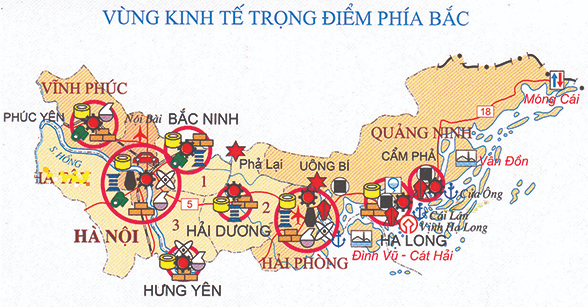 VÙNG KINH TẾ TRỌNG ĐIỂM PHÍA BẮC
VĨNH PHÚC
PHÚC YÊN
Nội Bài
BẮC NINH
Móng Cái
18
QUẢNG NINH
S.HỒNG
Phả Lại
UÔNG BÍ
CẨM PHẢ
Vân Đồn
HÀ TÂY
1
Cửa Ông
5
2
Cái Lân
Vịnh Hạ Long
HÀ NỘI
3
HẢI DƯƠNG
HẢI PHÒNG
HẠ LONG
Đình Vũ - Cát Hải
HƯNG YÊN